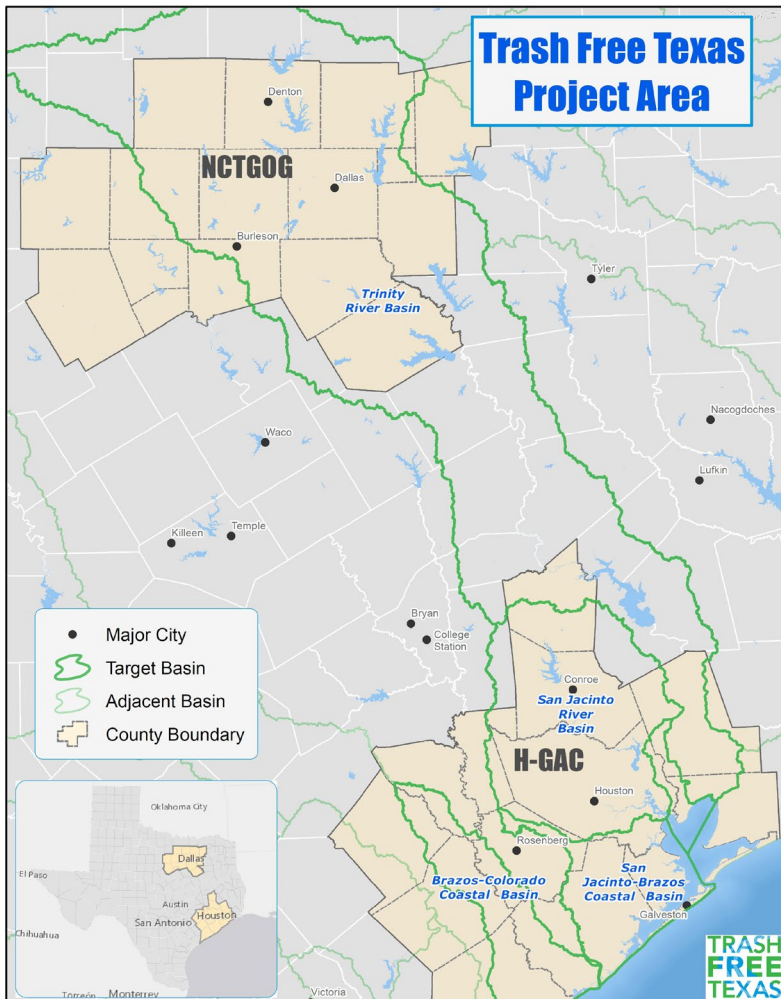 Trash Free Texas
Project Area
Denton
NCTGOG
Dallas
Burleson
Trinity
River Basin
Tyler
Waco
Nacogdoches
Lufkin
Killeen
Temple
Bryan
College
Station
Major City
Target Basin
Adjacent Basin
County Boundary
Conroe
San Jacinto
River
Basin
H-GAC
Houston
Rosenberg
Brazos-Colorado
Coastal Basin
San
Jacinto-Brazos
Coastal Basin
Galveston
Victoria
Oklahoma City
Dallas
El Paso
Austin
Houston
San Antonio
Chihuahua
Torreón
Monterrey
TRASH
FREE
TEXAS